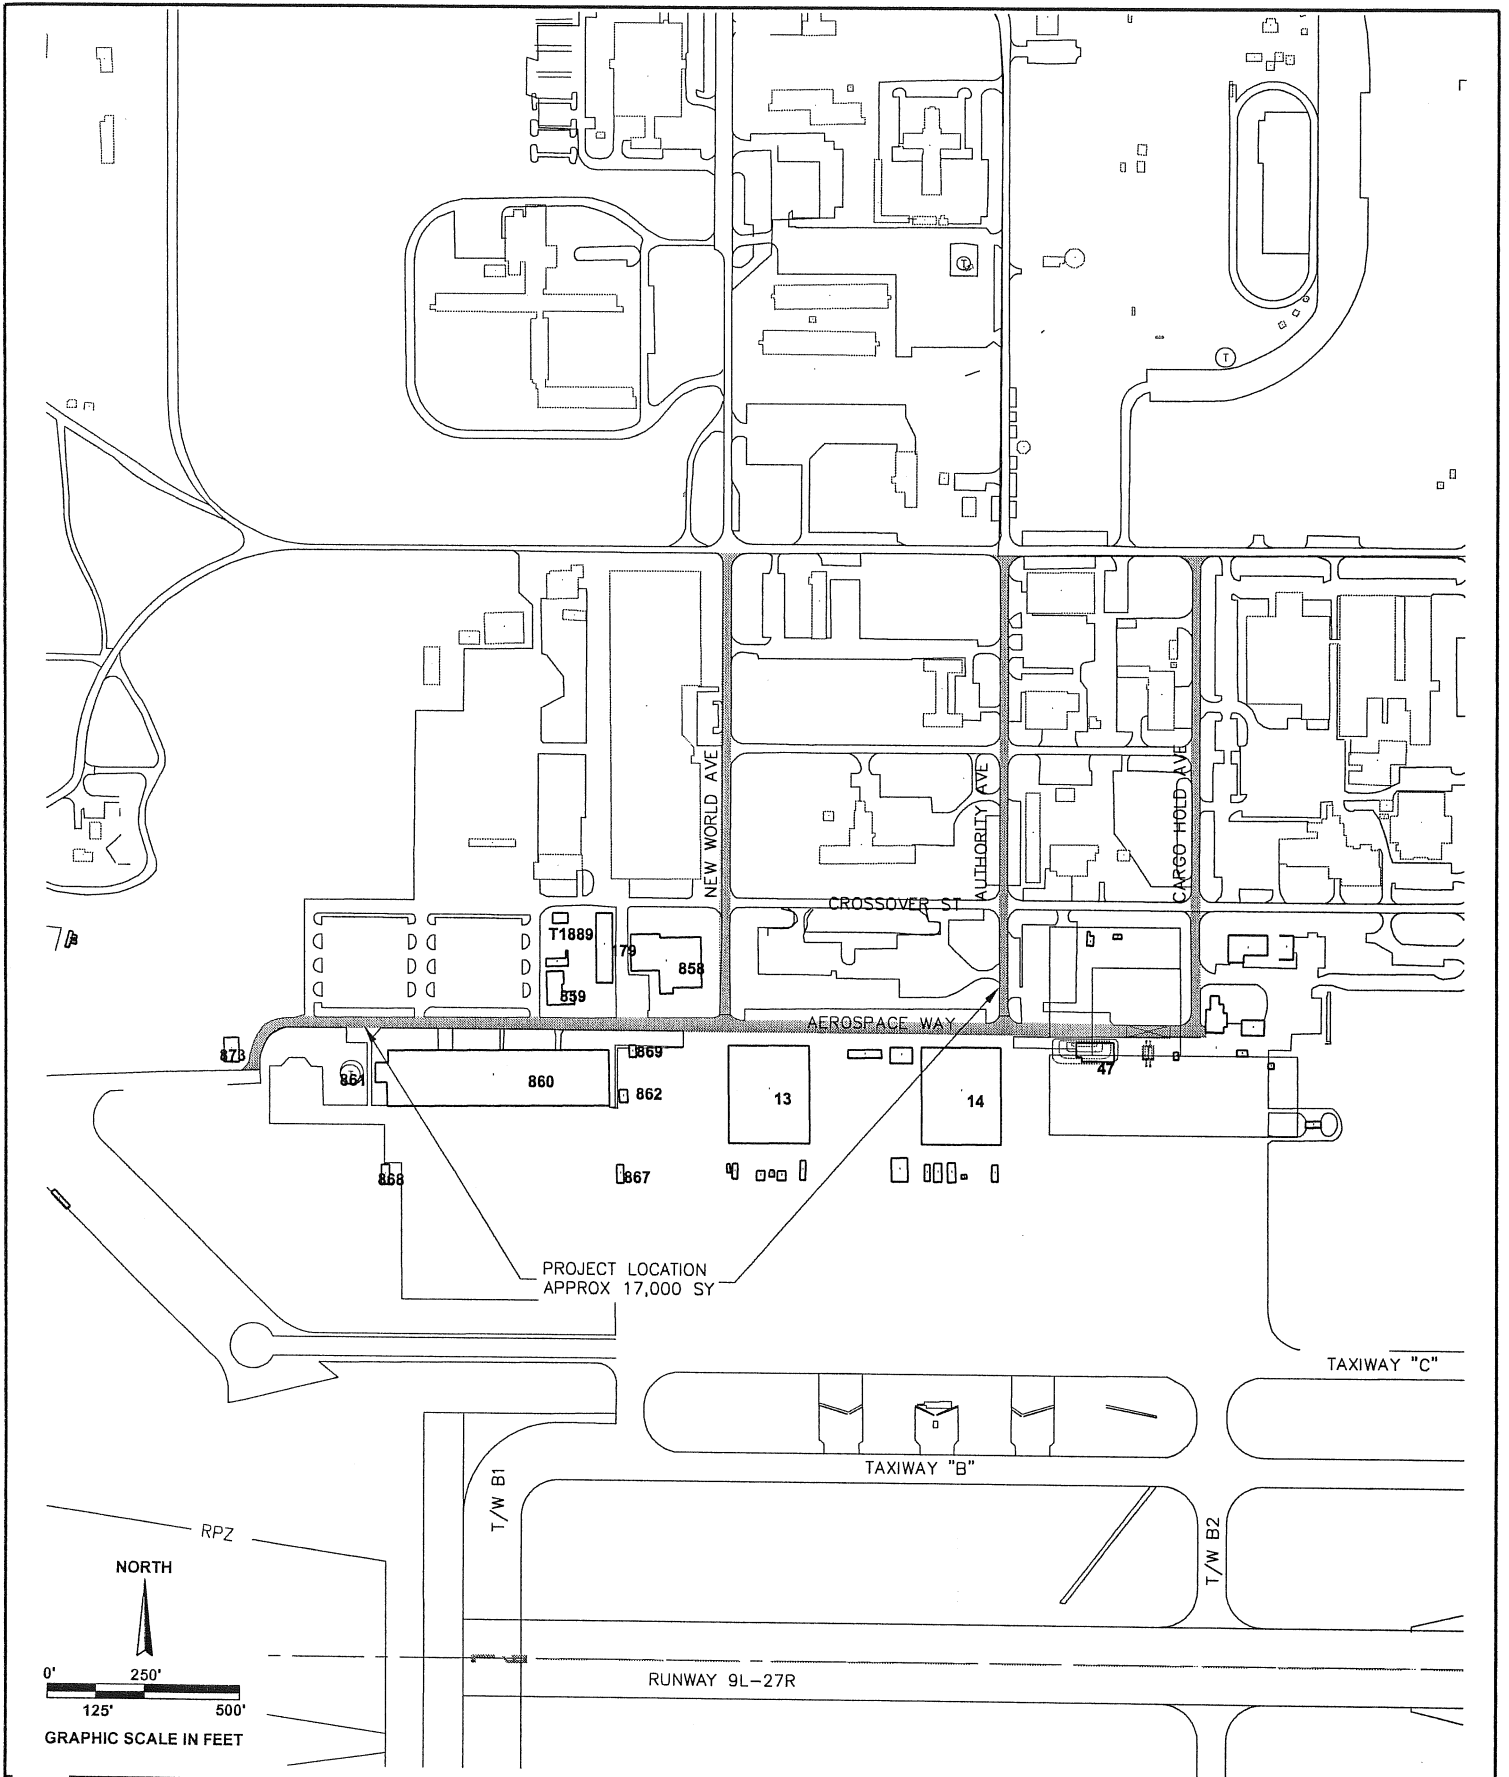 T
T
NEW WORLD AVE
AUTHORITY AVE
CARGO HOLD AVE
CROSSOVER ST
T1889
179
858
859
AEROSPACE WAY
873
861
860
869
862
13
14
47
868
867
PROJECT LOCATION
APPROX 17,000 SY
TAXIWAY "C"
TAXIWAY "B"
T/W B1
T/W B2
RPZ
NORTH
0'
250'
125'
500'
GRAPHIC SCALE IN FEET
RUNWAY 9L-27R